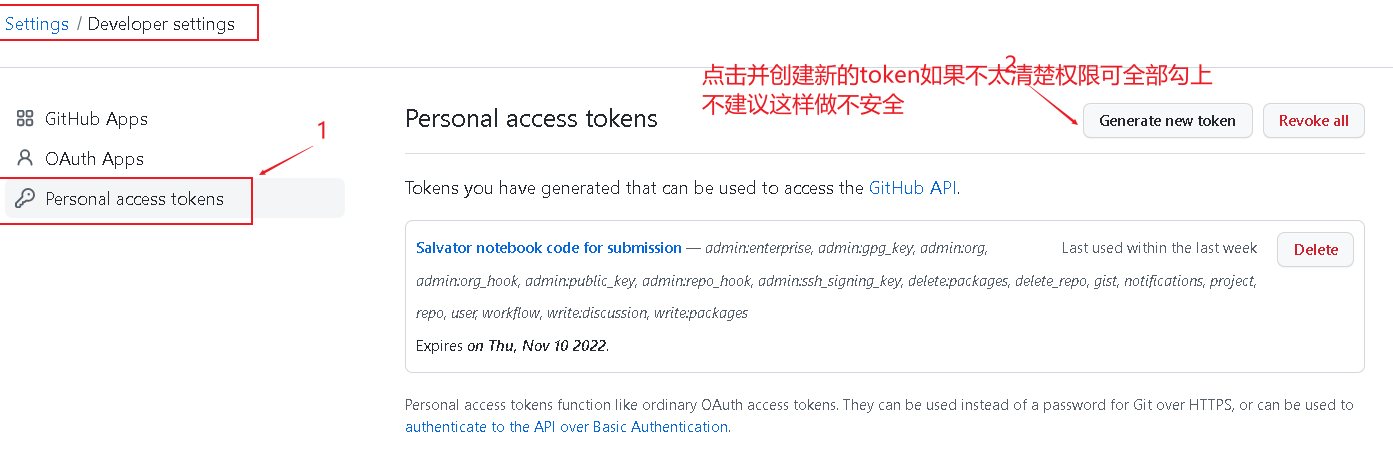 Settings / Developer settings
GitHub Apps
OAuth Apps
Personal access tokens
1
2
点击并创建新的token如果不太清楚权限可全部勾上
不建议这样做不安全
Personal access tokens
Generate new token
Revoke all
Tokens you have generated that can be used to access the GitHub API.
Salvator notebook code for submission — admin:enterprise, admin:gpg_key, admin:org,
Last used within the last week
Delete
admin:org_hook, admin:public_key, admin:repo_hook, admin:ssh_signing_key, delete:packages, delete_repo, gist, notifications, project,
repo, user, workflow, write:discussion, write:packages
Expires on Thu, Nov 10 2022.
Personal access tokens function like ordinary OAuth access tokens. They can be used instead of a password for Git over HTTPS, or can be used to
authenticate to the API over Basic Authentication.